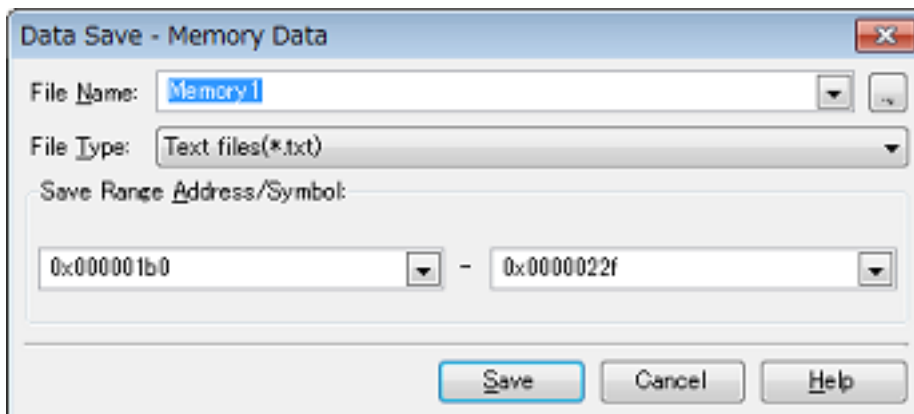 Data Save - Memory Data
File Name: Memory1
File Type: Text files(*.txt)
Save Range Address/Symbol:
0x000001b0 - 0x0000022f
Save Cancel Help